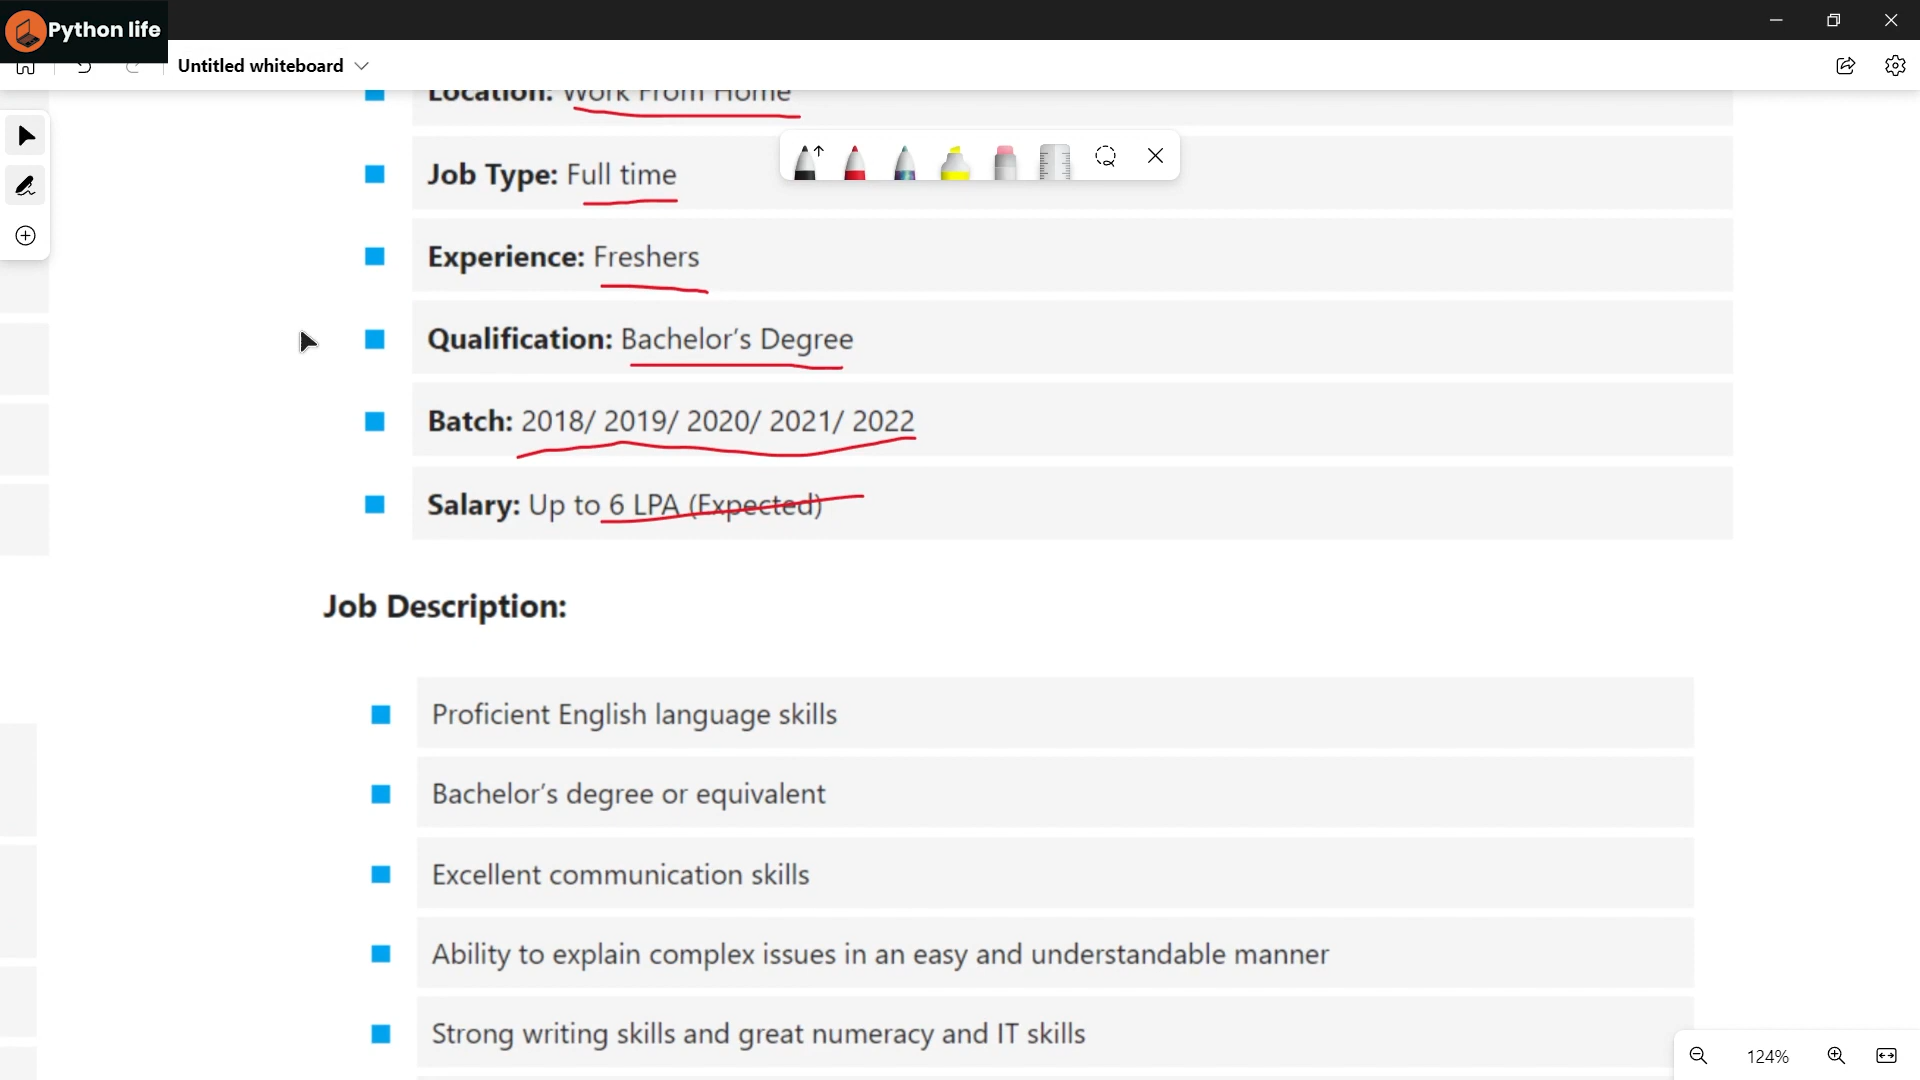 Python life
Untitled whiteboard
Location: Work From Home
Job Type: Full time
Experience: Freshers
Qualification: Bachelor's Degree
Batch: 2018/ 2019/ 2020/ 2021/ 2022
Salary: Up to 6 LPA (Expected)
Job Description:
Proficient English language skills
Bachelor's degree or equivalent
Excellent communication skills
Ability to explain complex issues in an easy and understandable manner
Strong writing skills and great numeracy and IT skills
124%